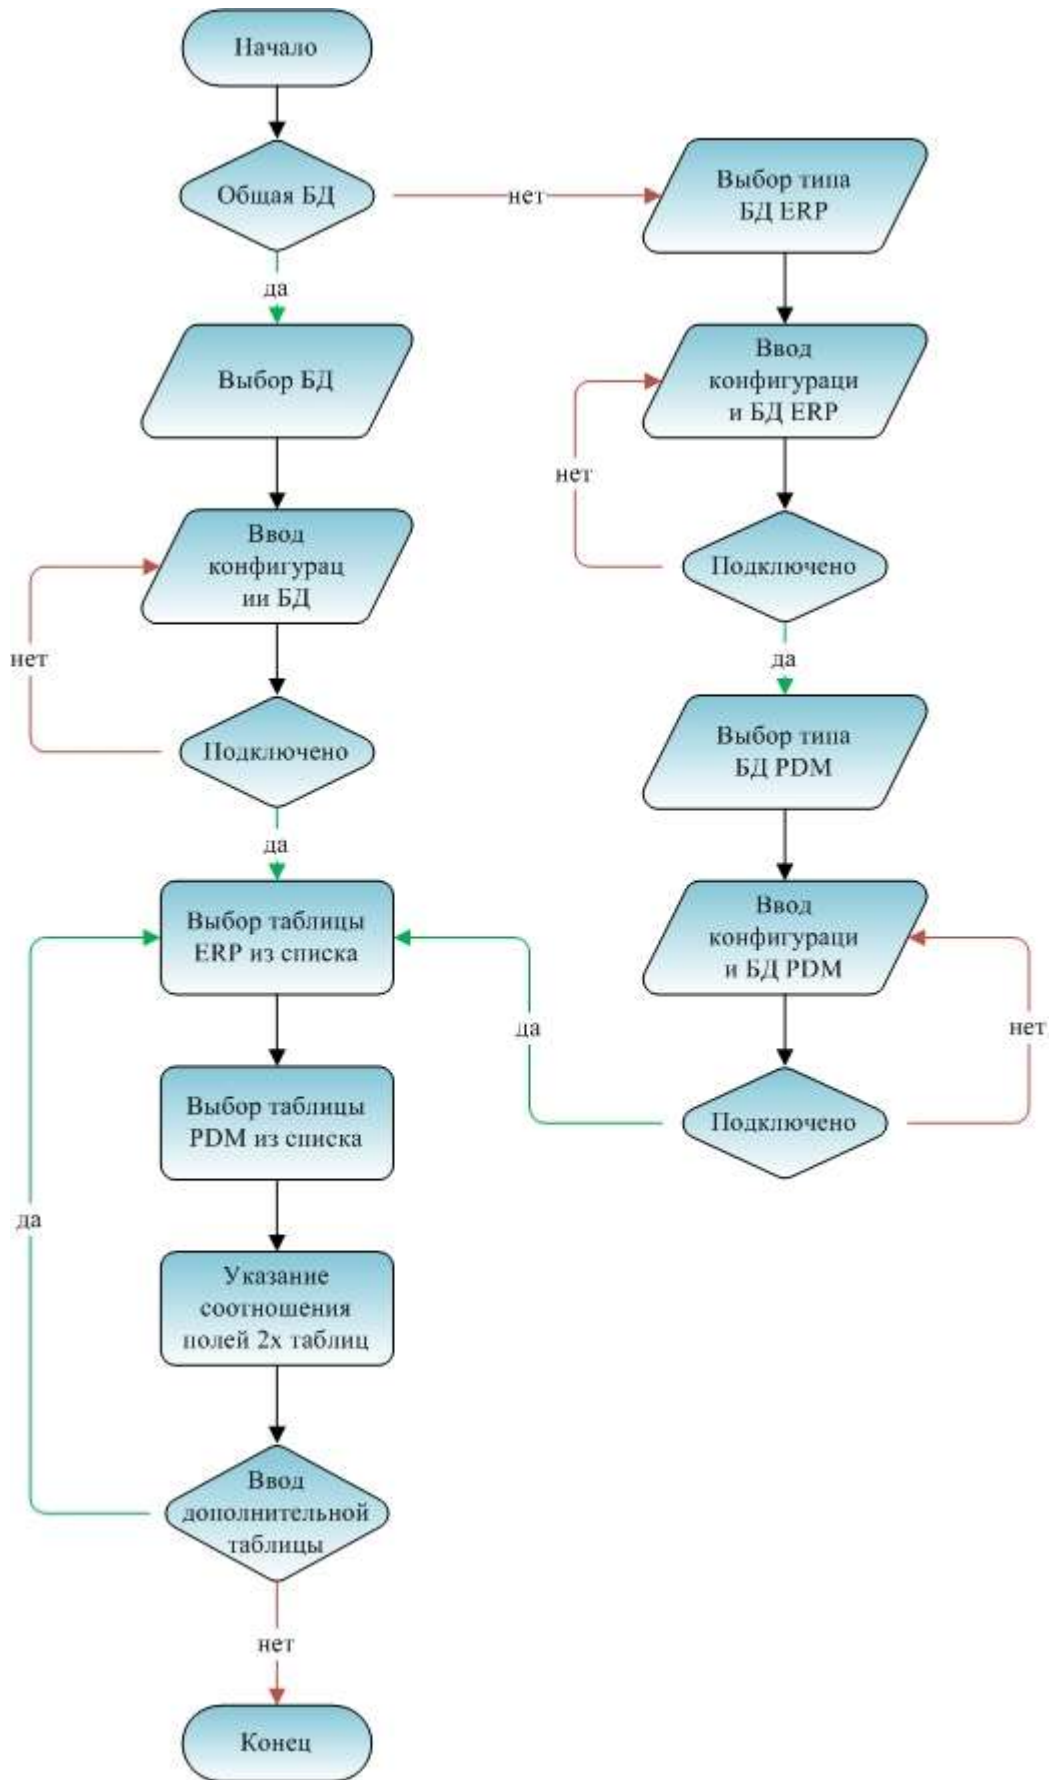 Начало
Общая БД
нет
Выбор типа
БД ERP
да
Выбор БД
Ввод
конфигураци
и БД ERP
нет
Ввод
конфигурац
ии БД
Подключено
нет
да
Подключено
Выбор типа
БД PDM
да
Выбор таблицы
ERP из списка
Ввод
конфигураци
и БД PDM
да
нет
Выбор таблицы
PDM из списка
Подключено
да
Указание
соотношения
полей 2х таблиц
Ввод
дополнительной
таблицы
нет
Конец